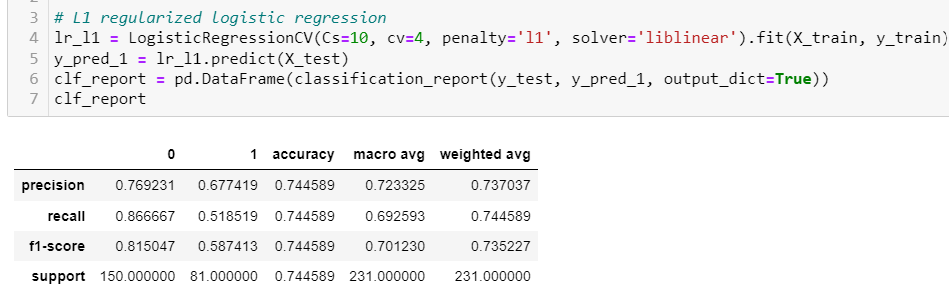 3 # L1 regularized logistic regression
4 lr_l1 = LogisticRegressionCV(Cs=10, cv=4, penalty='l1', solver='liblinear').fit(X_train, y_train)
5 y_pred_1 = lr_l1.predict(X_test)
6 clf_report = pd.DataFrame(classification_report(y_test, y_pred_1, output_dict=True))
7 clf_report
0 1 accuracy macro avg weighted avg
precision 0.769231 0.677419 0.744589 0.723325 0.737037
recall 0.866667 0.518519 0.744589 0.692593 0.744589
f1-score 0.815047 0.587413 0.744589 0.701230 0.735227
support 150.000000 81.000000 0.744589 231.000000 231.000000